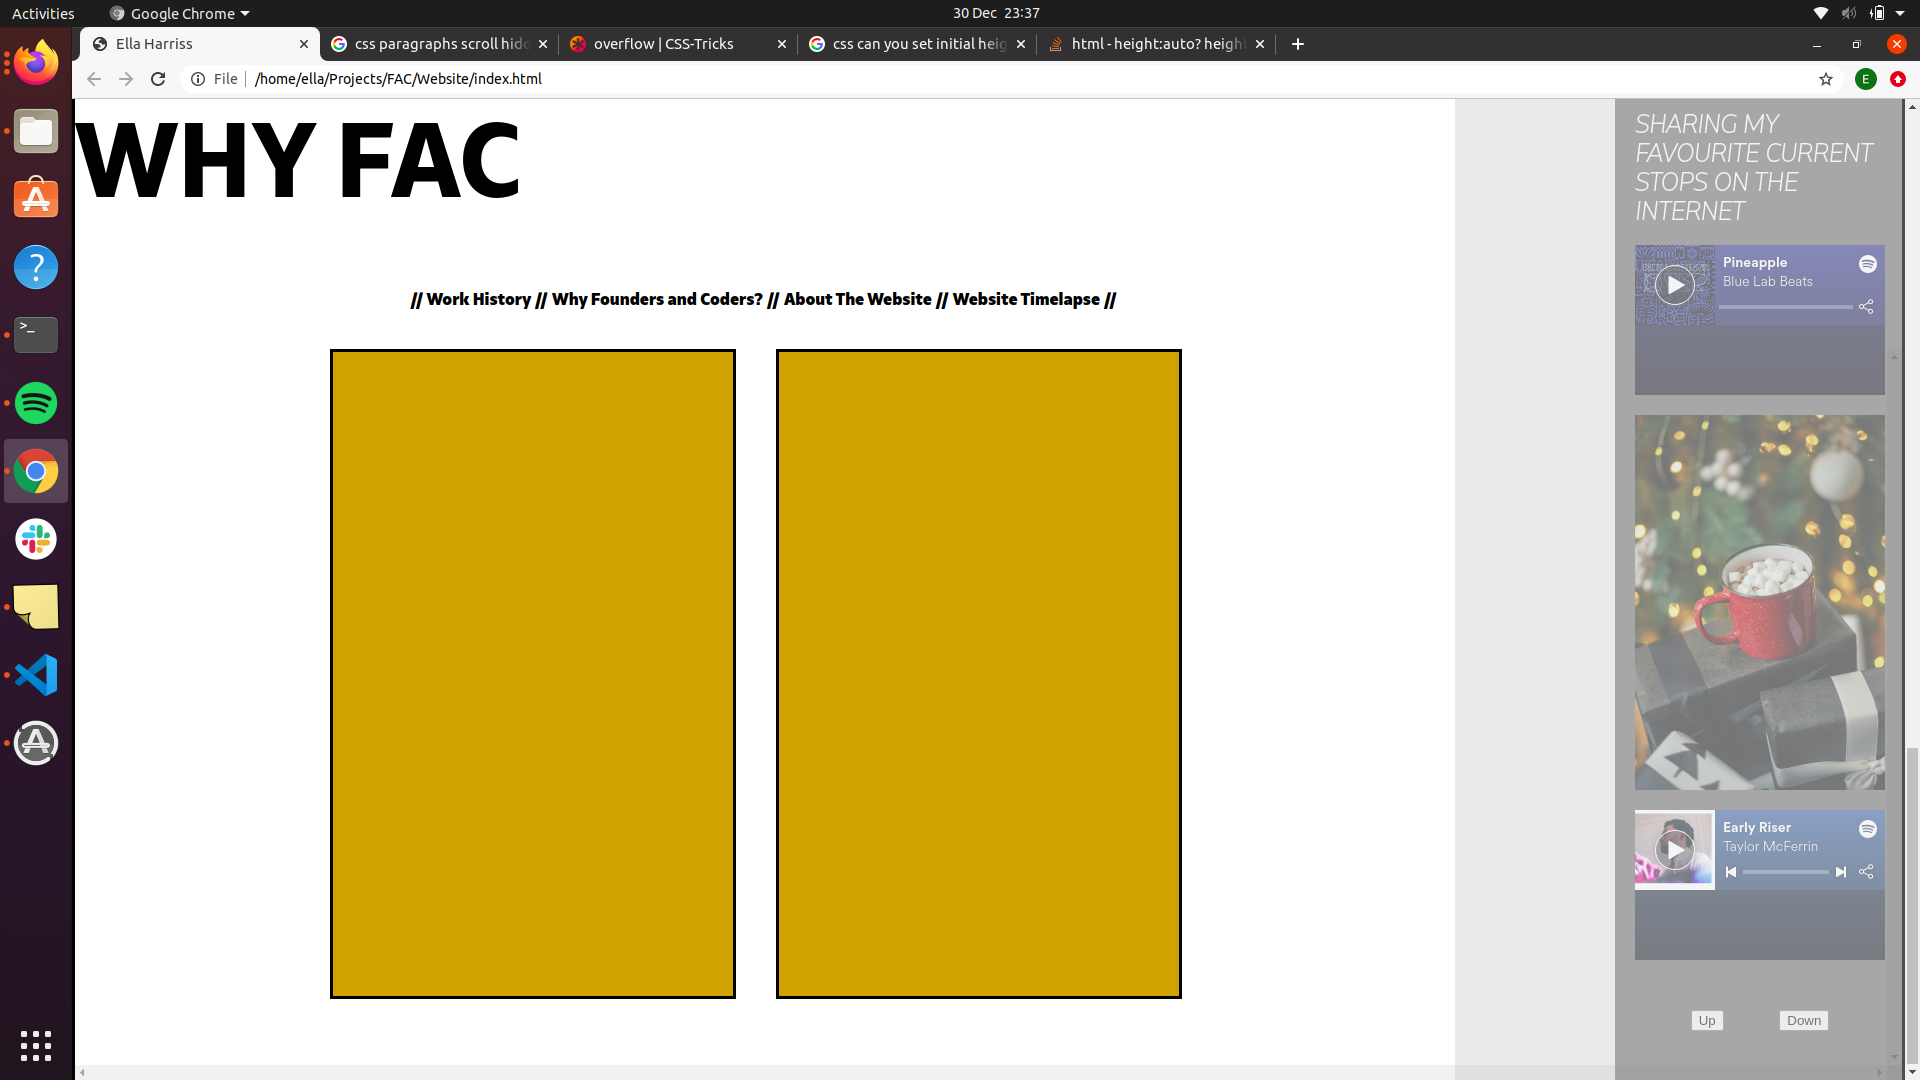 Activities
Google Chrome
30 Dec 23:37
Ella Harriss
css paragraphs scroll hidd
overflow | CSS-Tricks
css can you set initial heig
html - height:auto? height
File
/home/ella/Projects/FAC/Website/index.html
E
WHY FAC
// Work History // Why Founders and Coders? // About The Website // Website Timelapse //
SHARING MY
FAVOURITE CURRENT
STOPS ON THE
INTERNET
Pineapple
Blue Lab Beats
Early Riser
Taylor McFerrin
Up
Down